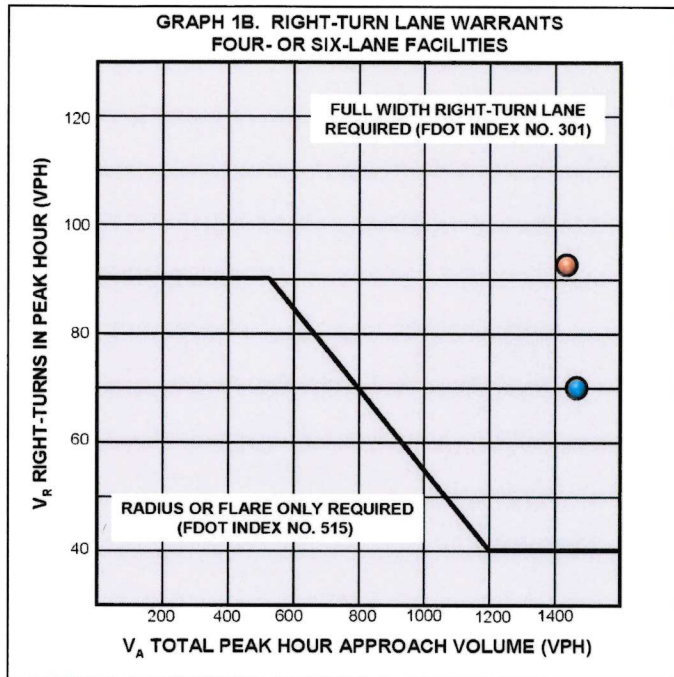 GRAPH 1B. RIGHT-TURN LANE WARRANTS
FOUR- OR SIX-LANE FACILITIES
FULL WIDTH RIGHT-TURN LANE
REQUIRED (FDOT INDEX NO. 301)
120
100
80
60
40
V_R RIGHT-TURNS IN PEAK HOUR (VPH)
RADIUS OR FLARE ONLY REQUIRED
(FDOT INDEX NO. 515)
200 400 600 800 1000 1200 1400
V_A TOTAL PEAK HOUR APPROACH VOLUME (VPH)